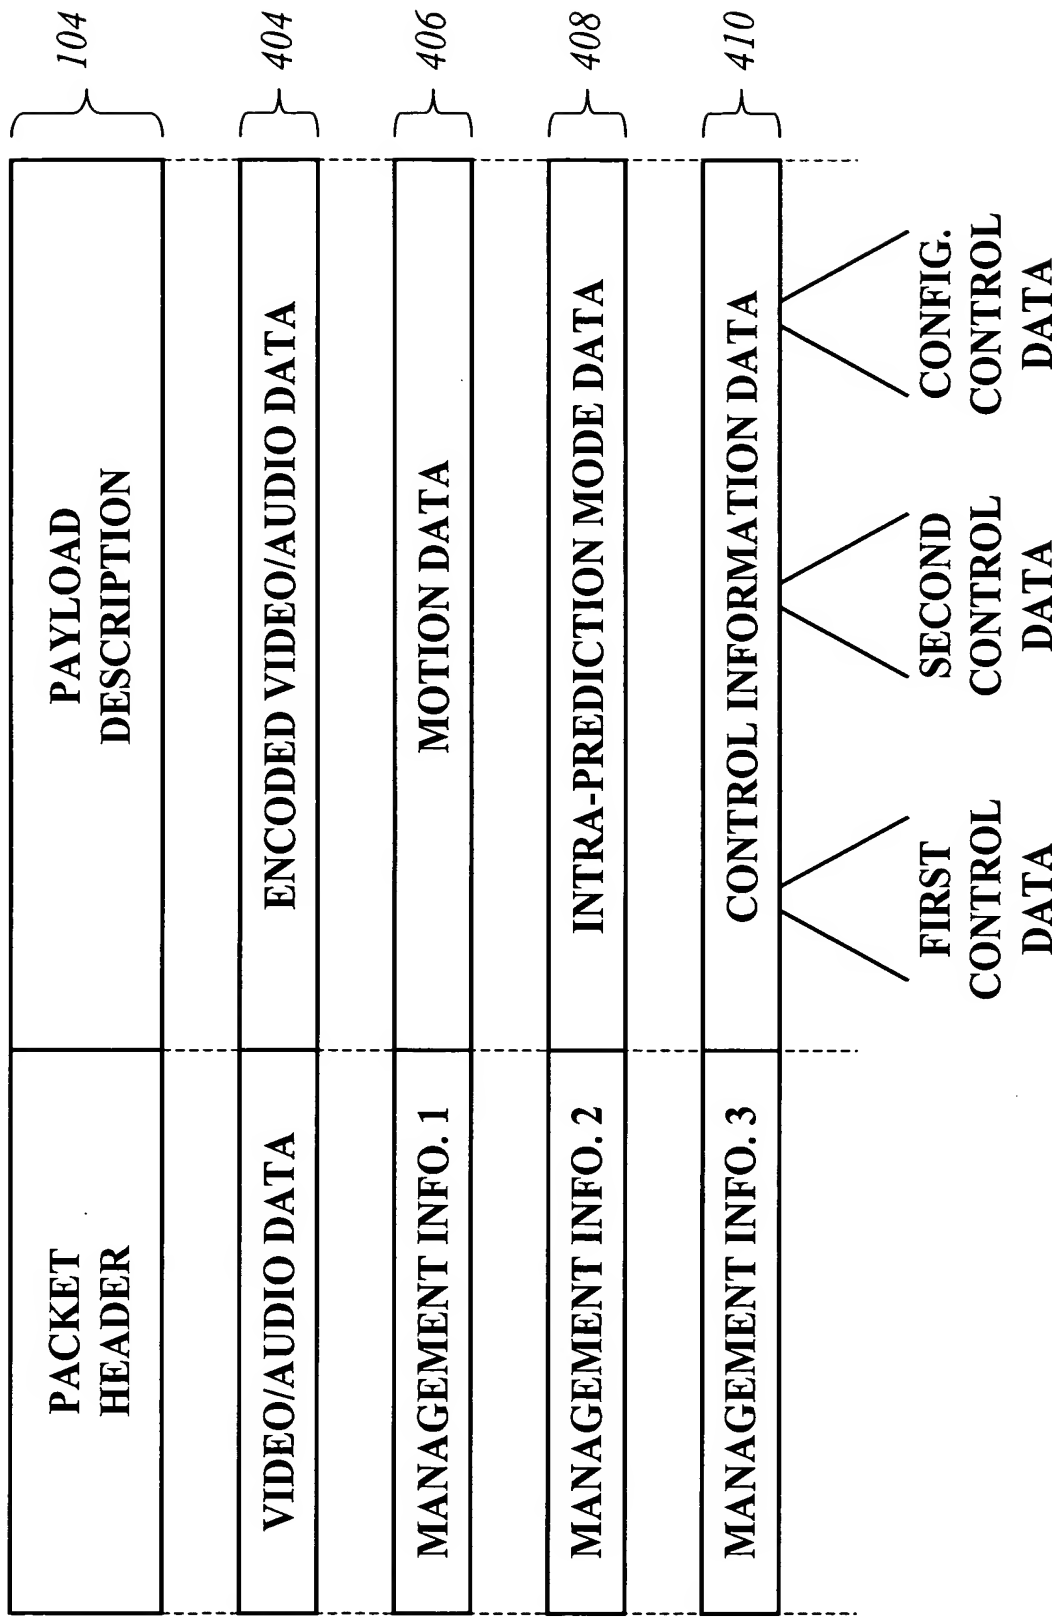 PACKET
HEADER
PAYLOAD
DESCRIPTION
104
VIDEO/AUDIO DATA
ENCODED VIDEO/AUDIO DATA
404
MANAGEMENT INFO. 1
MOTION DATA
406
MANAGEMENT INFO. 2
INTRA-PREDICTION MODE DATA
408
MANAGEMENT INFO. 3
CONTROL INFORMATION DATA
410
FIRST
CONTROL
DATA
SECOND
CONTROL
DATA
CONFIG.
CONTROL
DATA